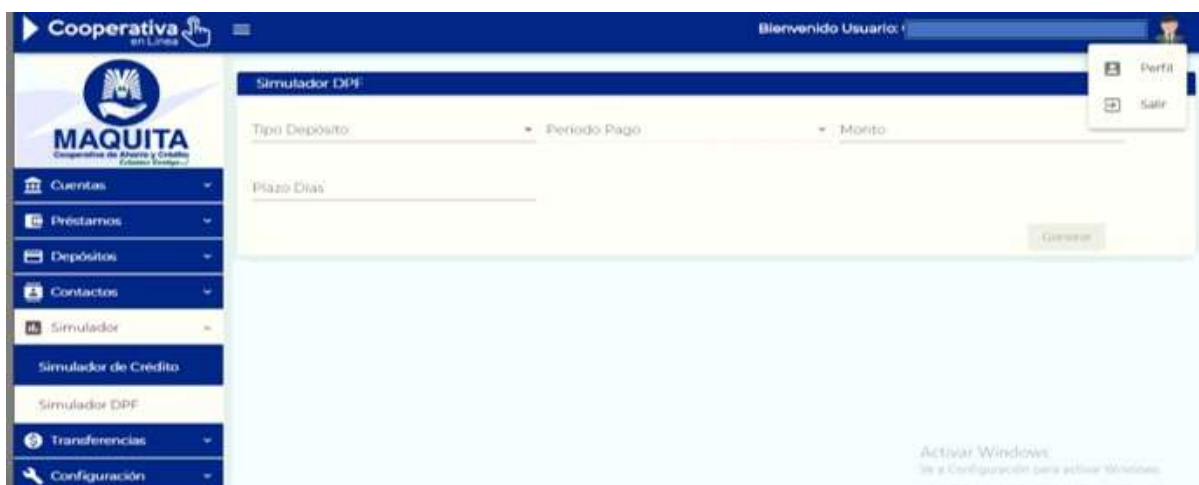 Cooperativa
en Línea
Bienvenido Usuario:
Perfil
Salir
MAQUITA
Cooperativa de Ahorro y Crédito
Simulador DPF
Tipo Depósito
Periodo Pago
Monto
Plazo Días
Generar
Cuentas
Préstamos
Depósitos
Contactos
Simulador
Simulador de Crédito
Simulador DPF
Transferencias
Configuración
Activar Windows
Ve a Configuración para activar Windows.